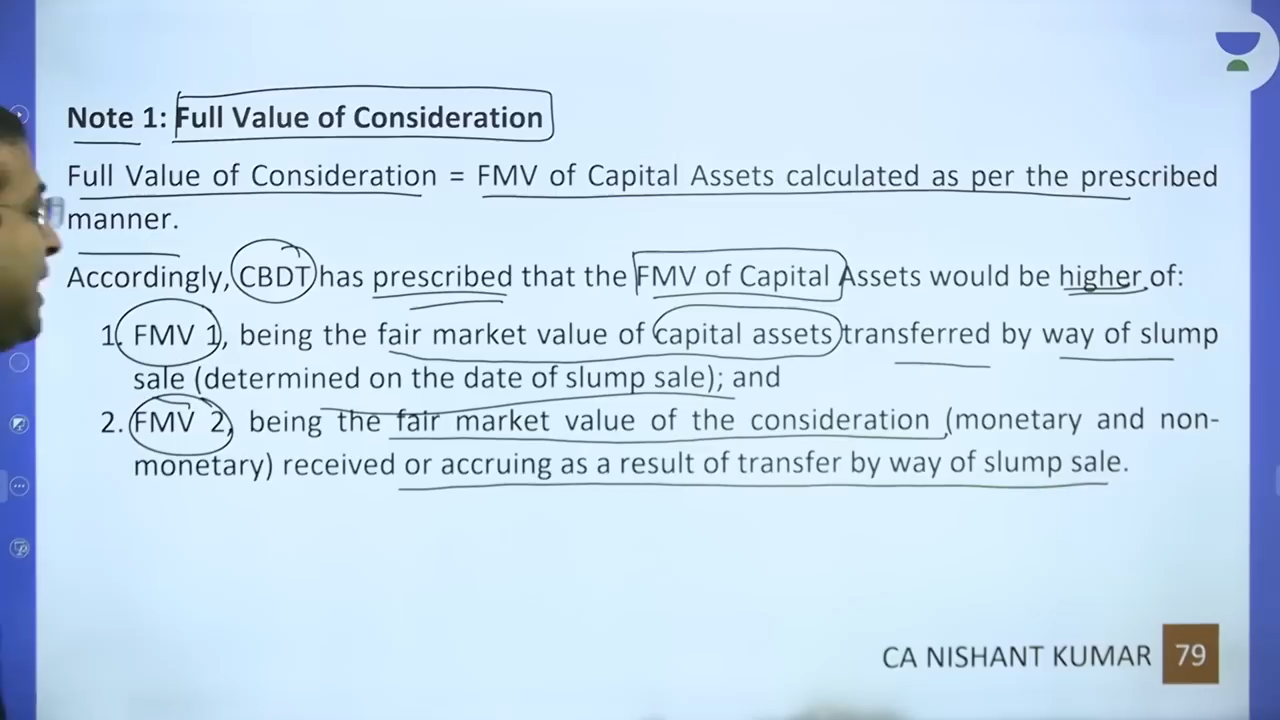 Note 1: Full Value of Consideration
Full Value of Consideration = FMV of Capital Assets calculated as per the prescribed
manner.
Accordingly, CBDT has prescribed that the FMV of Capital Assets would be higher of:
1. FMV 1, being the fair market value of capital assets transferred by way of slump
sale (determined on the date of slump sale); and
2. FMV 2, being the fair market value of the consideration (monetary and non-
monetary) received or accruing as a result of transfer by way of slump sale.
CA NISHANT KUMAR 79